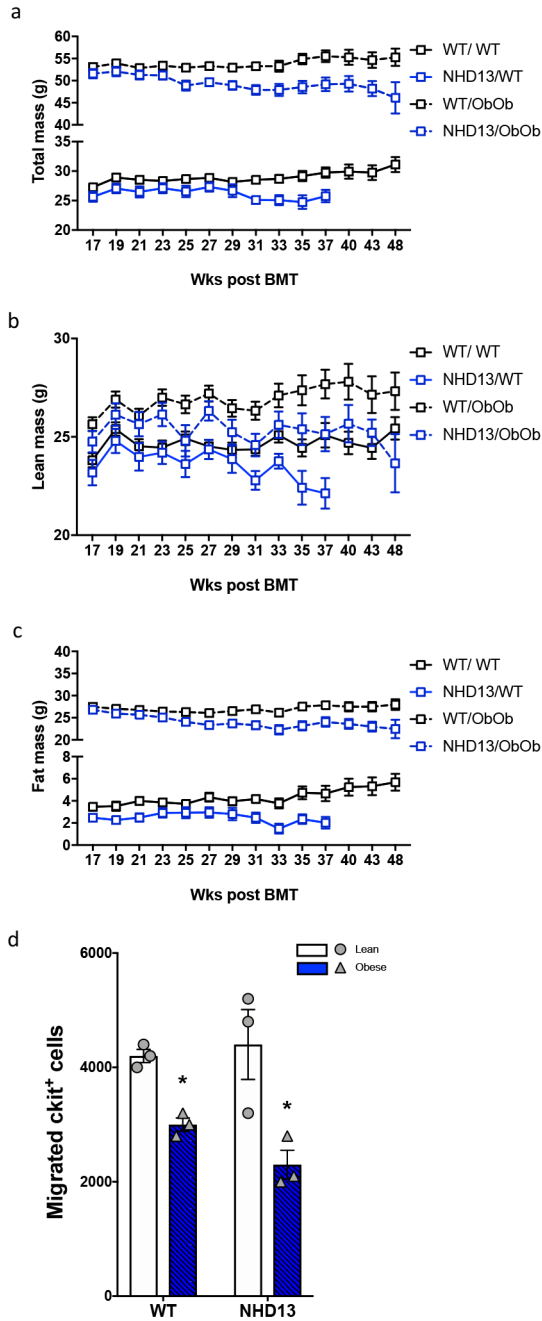 a
Total mass (g)
60
55
50
45
40
35
30
25
20
17 19 21 23 25 27 29 31 33 35 37 40 43 48
Wks post BMT
WT/ WT
NHD13/WT
WT/ObOb
NHD13/ObOb
b
Lean mass (g)
30
25
20
17 19 21 23 25 27 29 31 33 35 37 40 43 48
Wks post BMT
WT/ WT
NHD13/WT
WT/ObOb
NHD13/ObOb
c
Fat mass (g)
40
35
30
25
20
8
6
4
2
0
17 19 21 23 25 27 29 31 33 35 37 40 43 48
Wks post BMT
WT/ WT
NHD13/WT
WT/ObOb
NHD13/ObOb
d
Migrated ckit⁺ cells
6000
4000
2000
0
Lean
Obese
*
*
WT NHD13